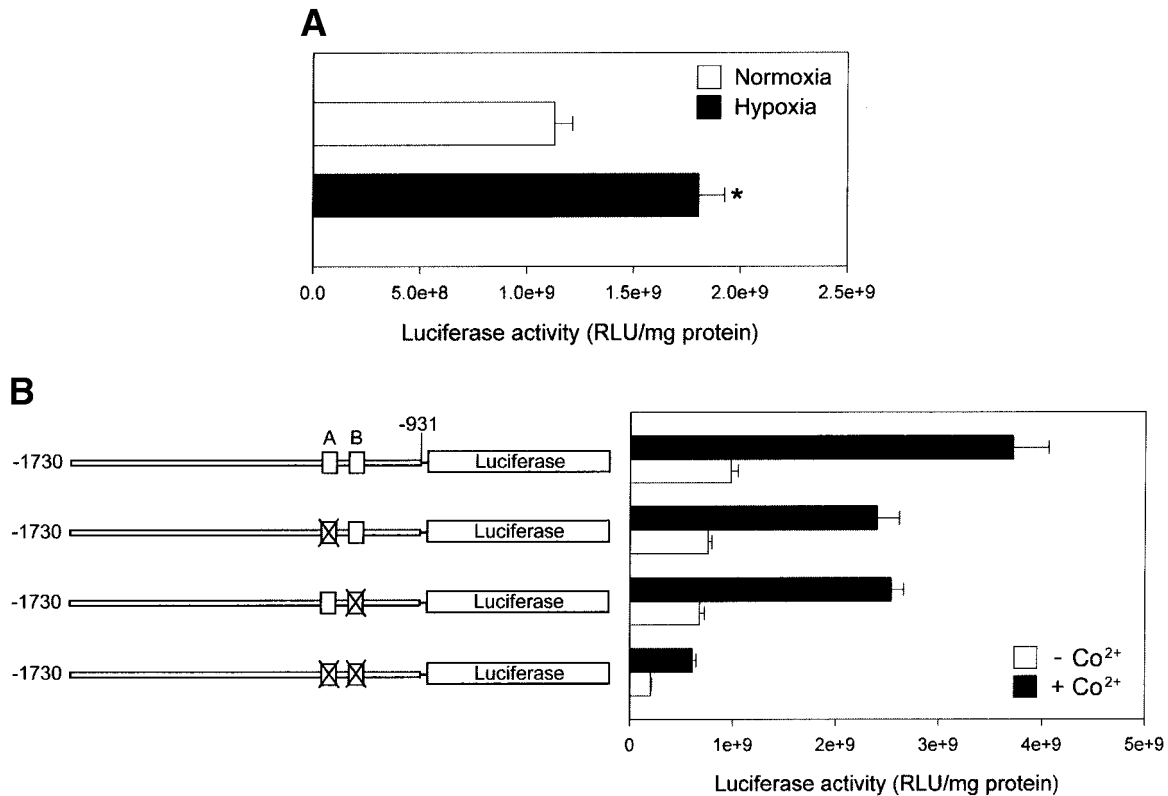 A
Normoxia
Hypoxia
*
0.0 5.0e+8 1.0e+9 1.5e+9 2.0e+9 2.5e+9
Luciferase activity (RLU/mg protein)
B
A B -931
-1730 Luciferase
-1730 Luciferase
-1730 Luciferase
-1730 Luciferase
- Co²⁺
+ Co²⁺
0 1e+9 2e+9 3e+9 4e+9 5e+9
Luciferase activity (RLU/mg protein)